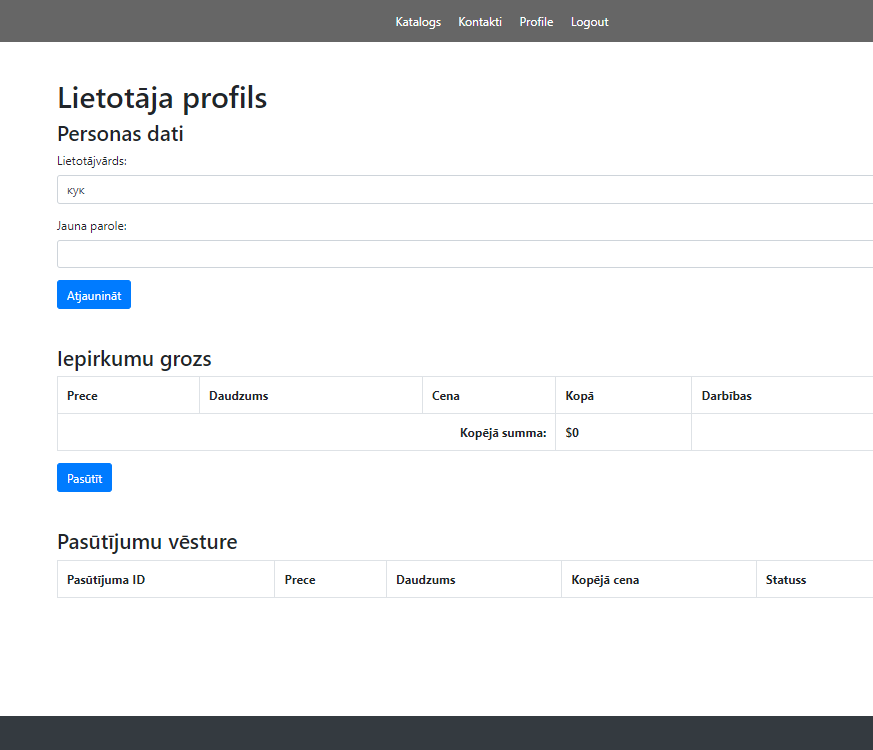 Katalogs Kontakti Profile Logout
Lietotāja profils
Personas dati
Lietotājvārds:
кук
Jauna parole:
Atjaunināt
Iepirkumu grozs
Prece Daudzums Cena Kopā Darbības
Kopējā summa: $0
Pasūtīt
Pasūtījumu vēsture
Pasūtījuma ID Prece Daudzums Kopējā cena Statuss